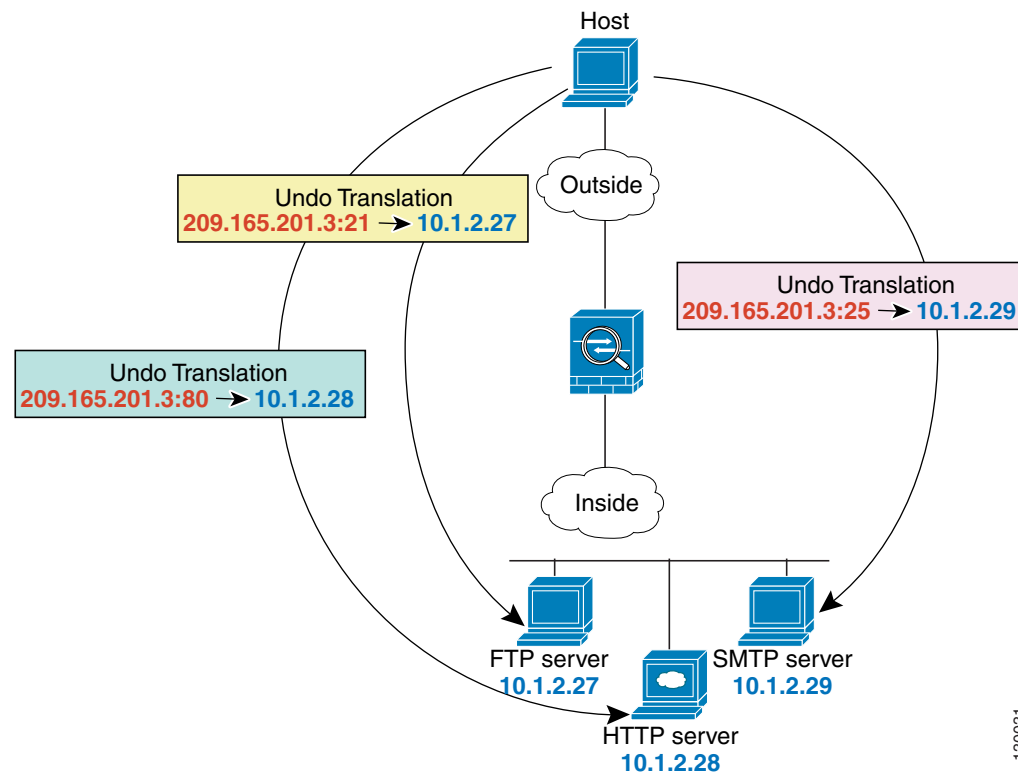 Host
Outside
Undo Translation
209.165.201.3:21 → 10.1.2.27
Undo Translation
209.165.201.3:25 → 10.1.2.29
Undo Translation
209.165.201.3:80 → 10.1.2.28
Inside
FTP server
10.1.2.27
SMTP server
10.1.2.29
HTTP server
10.1.2.28